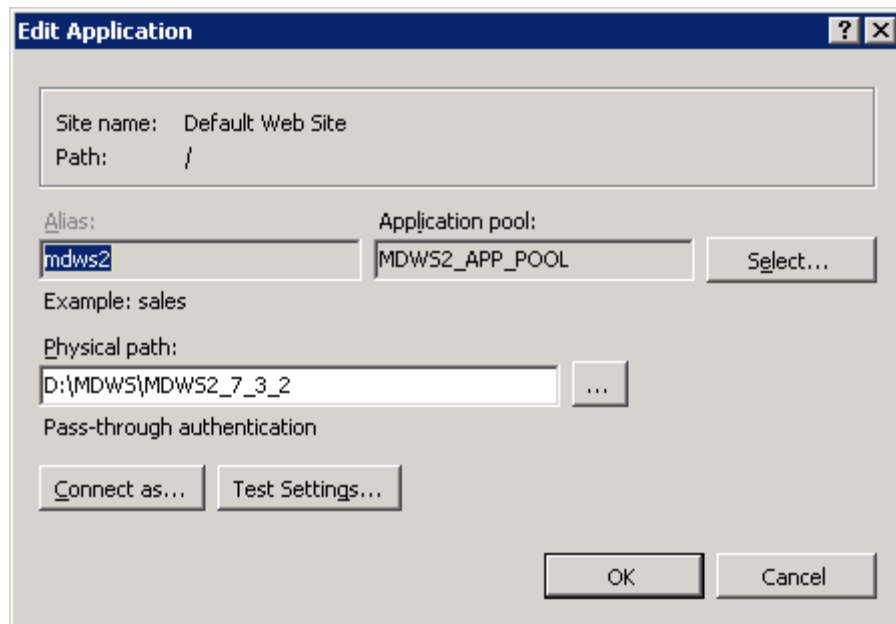 Edit Application
Site name: Default Web Site
Path: /
Alias: Application pool:
mdws2 MDWS2_APP_POOL Select...
Example: sales
Physical path:
D:\MDWS\MDWS2_7_3_2 ...
Pass-through authentication
Connect as... Test Settings...
OK Cancel